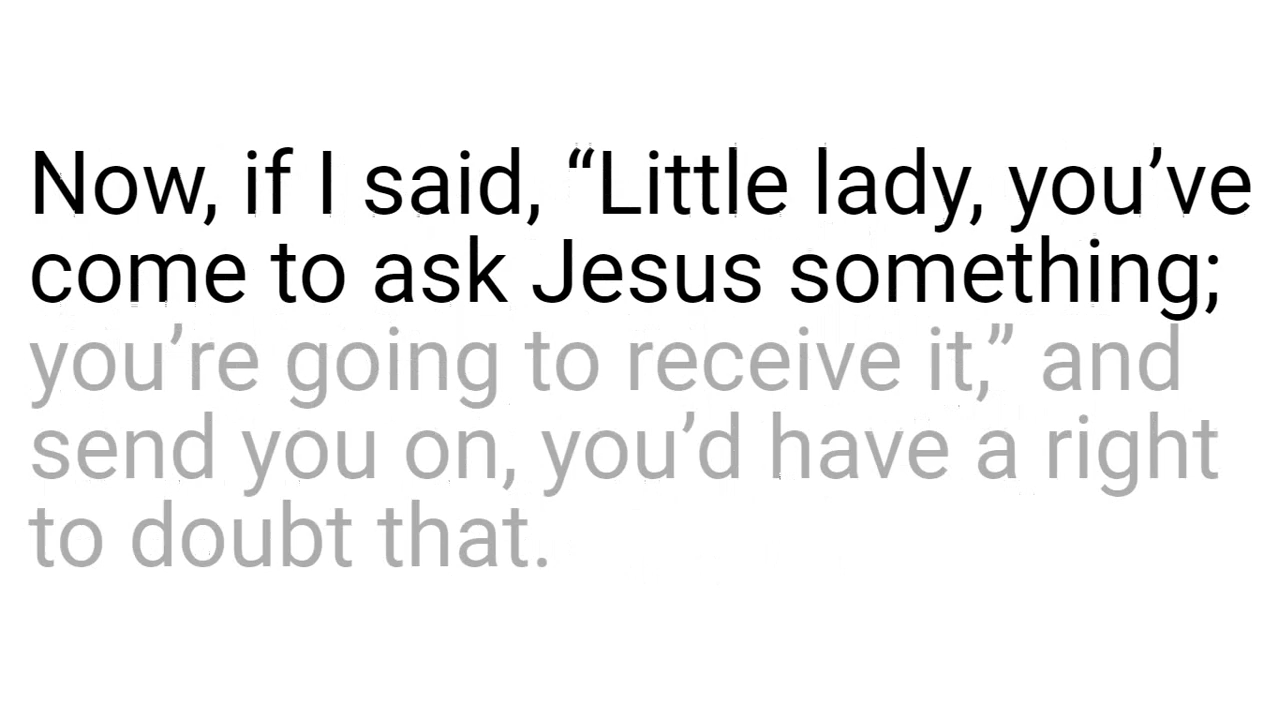 Now, if I said, “Little lady, you’ve
come to ask Jesus something;
you’re going to receive it,” and
send you on, you’d have a right
to doubt that.